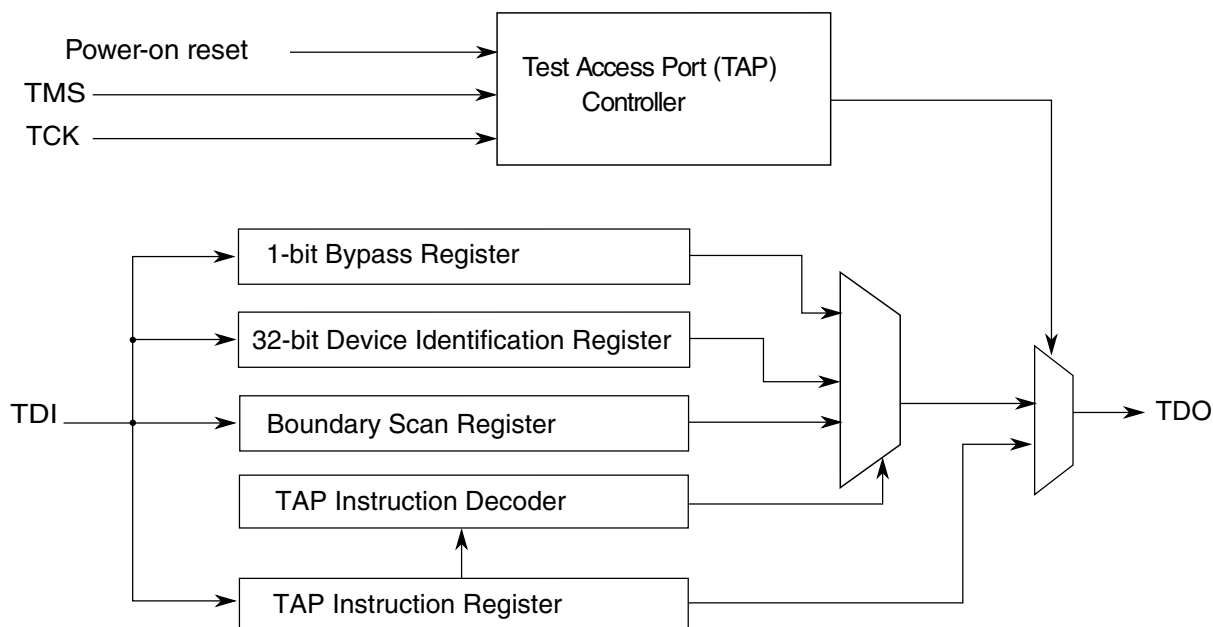 Power-on reset
TMS
TCK
Test Access Port (TAP)
Controller
1-bit Bypass Register
32-bit Device Identification Register
TDI
Boundary Scan Register
TDO
TAP Instruction Decoder
TAP Instruction Register